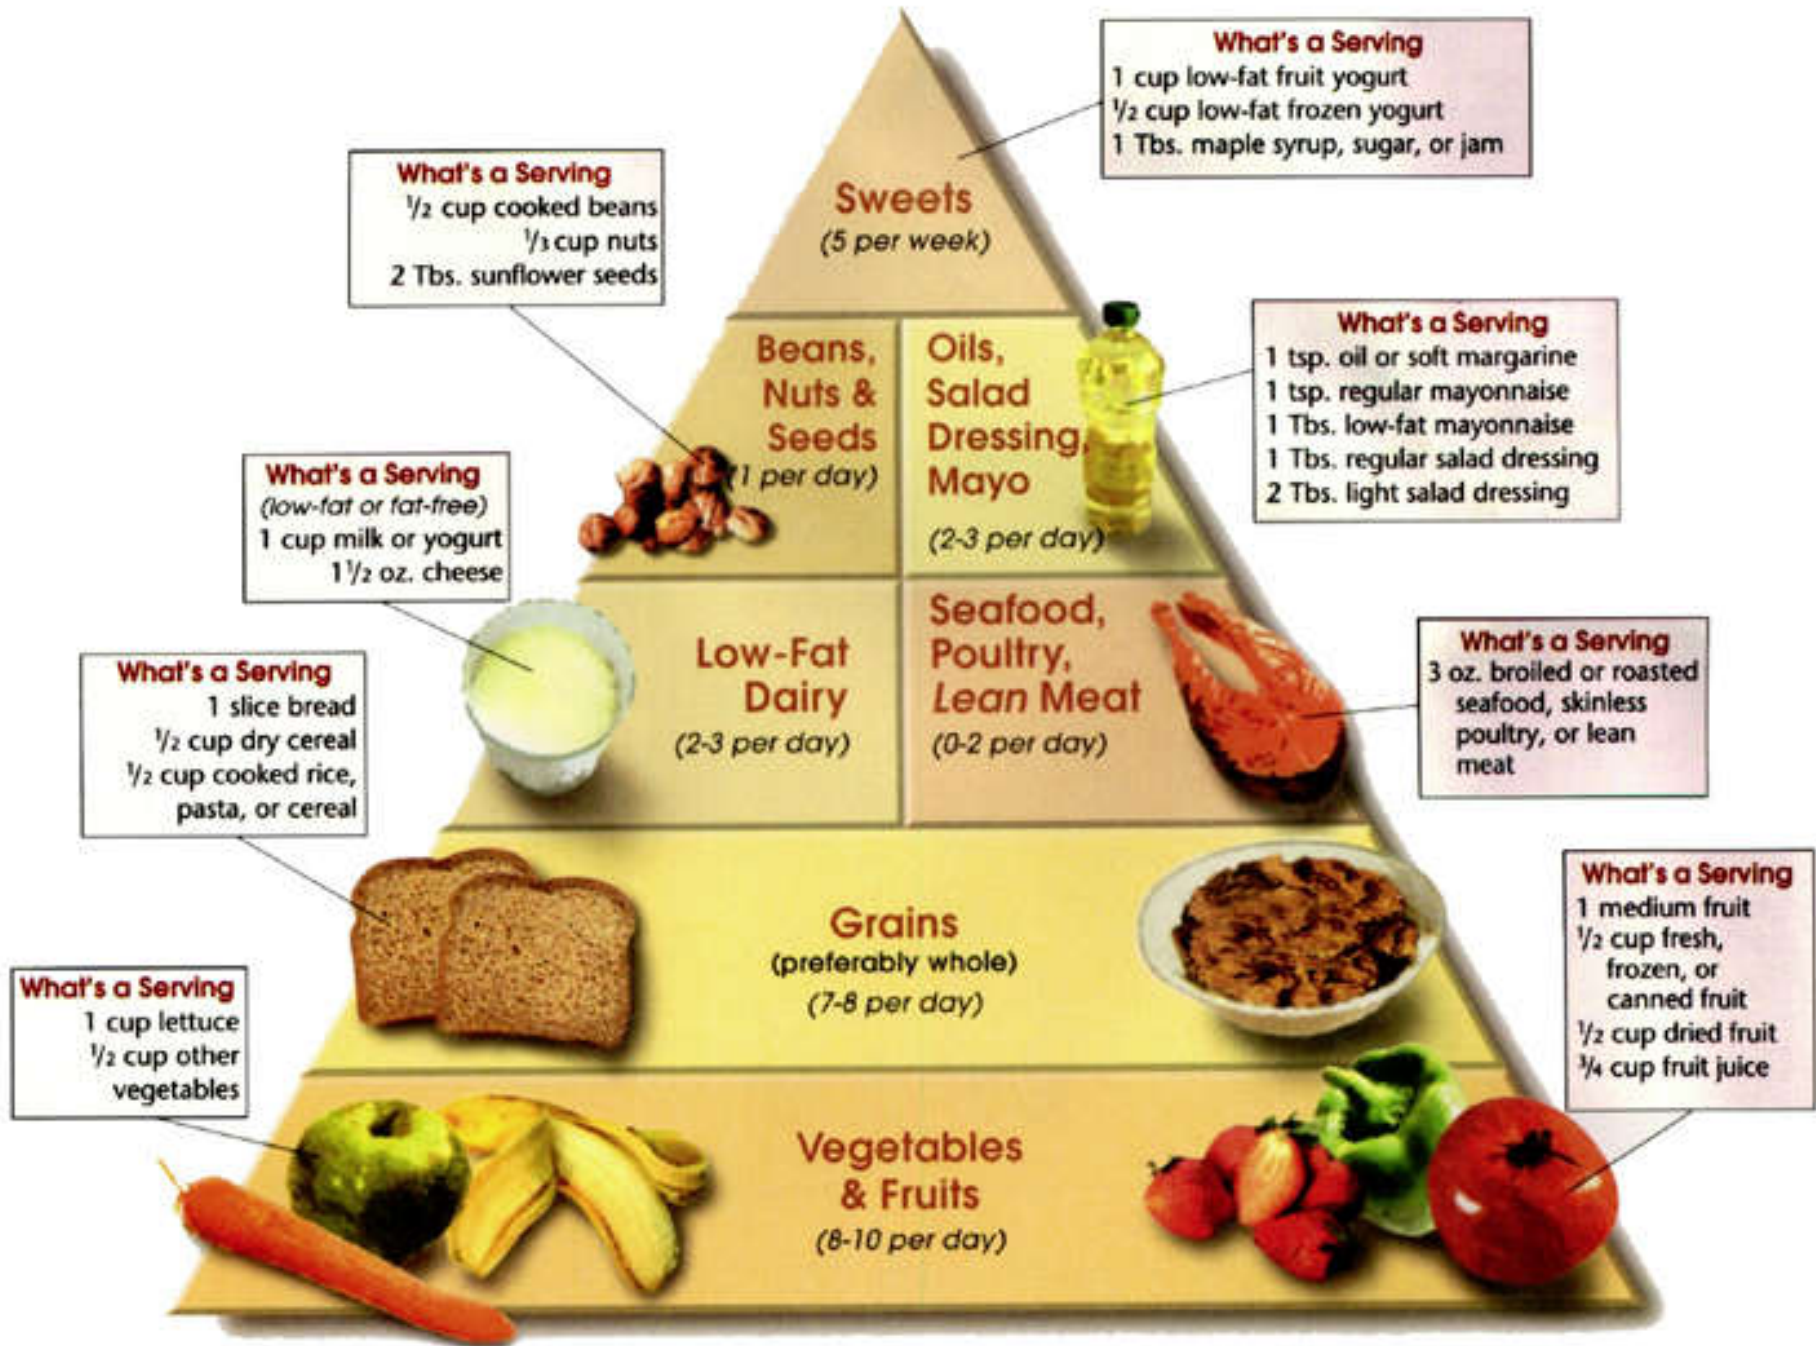 What's a Serving
1 cup low-fat fruit yogurt
1/2 cup low-fat frozen yogurt
1 Tbs. maple syrup, sugar, or jam
Sweets
(5 per week)
What's a Serving
1/2 cup cooked beans
1/3 cup nuts
2 Tbs. sunflower seeds
Beans,
Nuts &
Seeds
(1 per day)
Oils,
Salad
Dressing,
Mayo
(2-3 per day)
What's a Serving
1 tsp. oil or soft margarine
1 tsp. regular mayonnaise
1 Tbs. low-fat mayonnaise
1 Tbs. regular salad dressing
2 Tbs. light salad dressing
What's a Serving
(low-fat or fat-free)
1 cup milk or yogurt
1 1/2 oz. cheese
Low-Fat
Dairy
(2-3 per day)
Seafood,
Poultry,
Lean Meat
(0-2 per day)
What's a Serving
3 oz. broiled or roasted
seafood, skinless
poultry, or lean
meat
What's a Serving
1 slice bread
1/2 cup dry cereal
1/2 cup cooked rice,
pasta, or cereal
Grains
(preferably whole)
(7-8 per day)
What's a Serving
1 medium fruit
1/2 cup fresh,
frozen, or
canned fruit
1/2 cup dried fruit
3/4 cup fruit juice
What's a Serving
1 cup lettuce
1/2 cup other
vegetables
Vegetables
& Fruits
(8-10 per day)